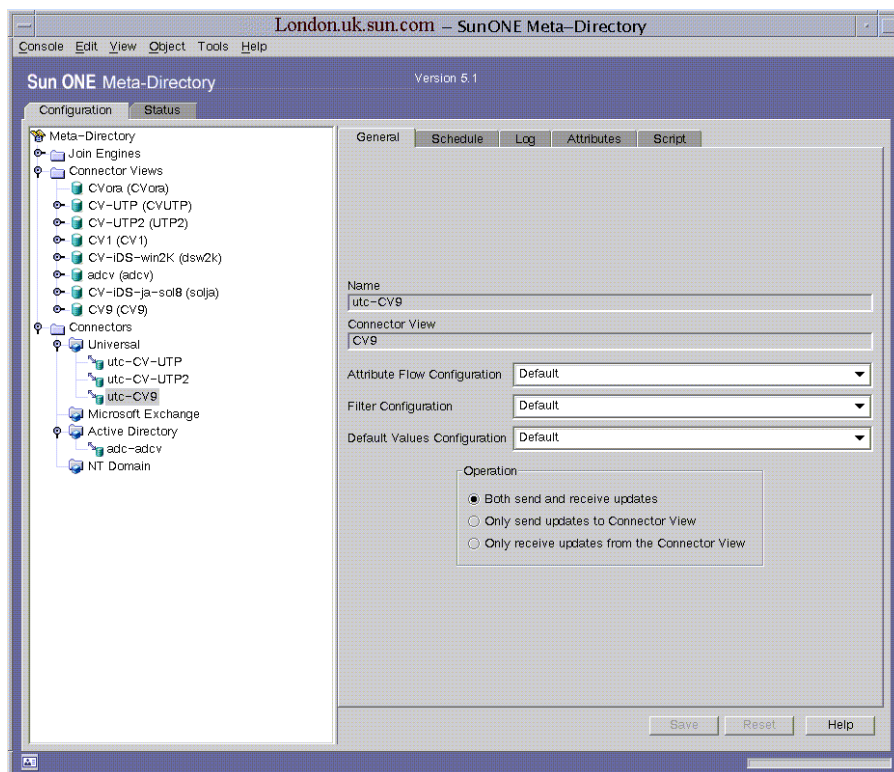 London.uk.sun.com – SunONE Meta–Directory
Console Edit View Object Tools Help
Sun ONE Meta-Directory
Version 5.1
Configuration Status
Meta–Directory
Join Engines
Connector Views
CVora (CVora)
CV–UTP (CVUTP)
CV–UTP2 (UTP2)
CV1 (CV1)
CV–iDS–win2K (dsw2k)
adcv (adcv)
CV–iDS–ja–sol8 (solja)
CV9 (CV9)
Connectors
Universal
utc–CV–UTP
utc–CV–UTP2
utc–CV9
Microsoft Exchange
Active Directory
adc–adcv
NT Domain
General Schedule Log Attributes Script
Name
utc–CV9
Connector View
CV9
Attribute Flow Configuration Default
Filter Configuration Default
Default Values Configuration Default
Operation
Both send and receive updates
Only send updates to Connector View
Only receive updates from the Connector View
Save Reset Help